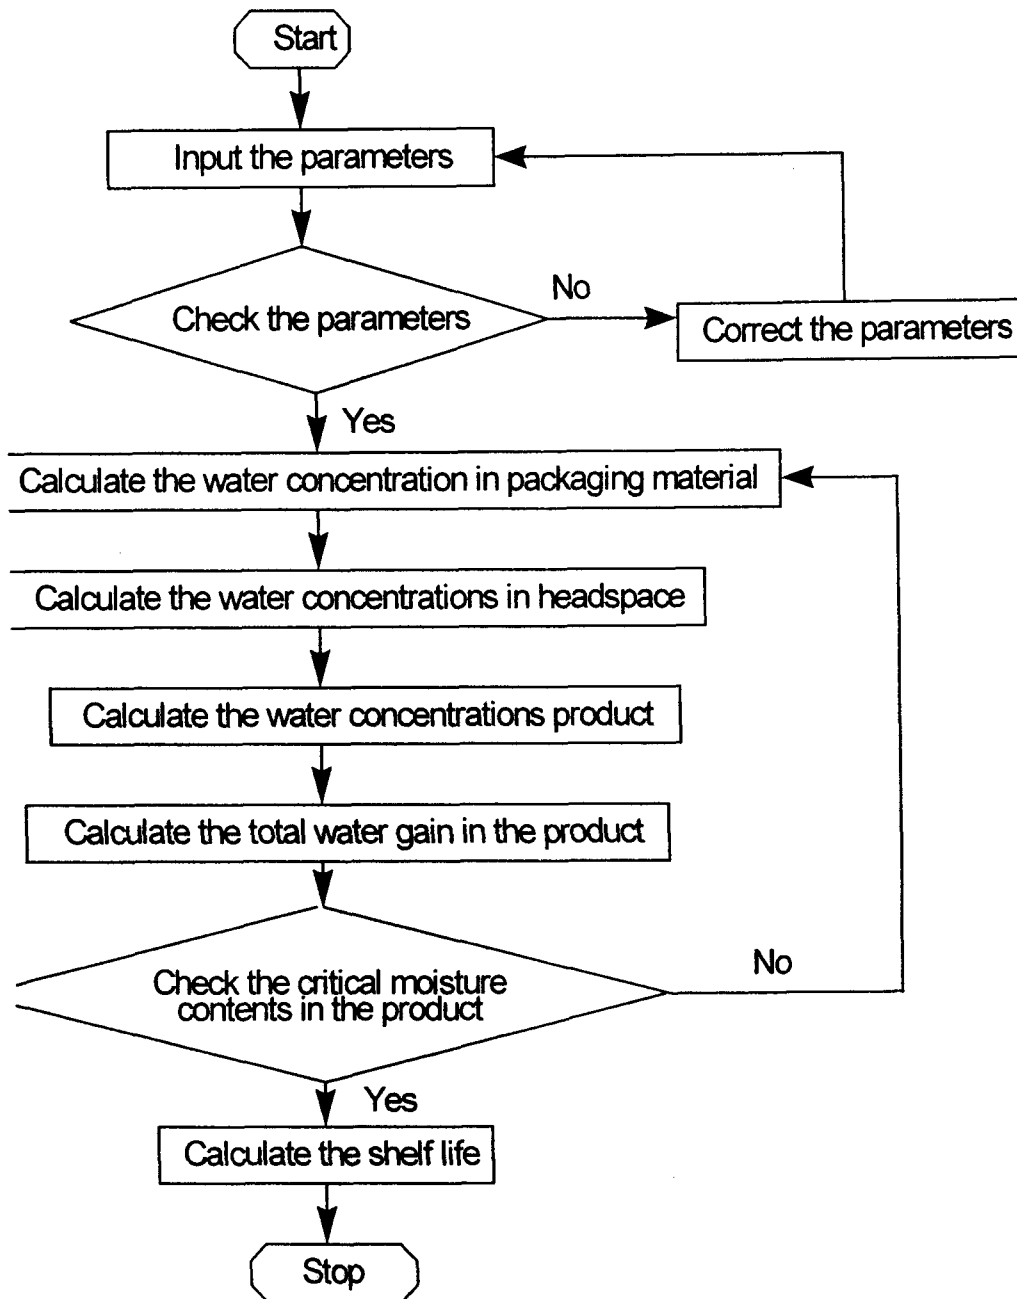 Start
Input the parameters
No
Check the parameters
Correct the parameters
Yes
Calculate the water concentration in packaging material
Calculate the water concentrations in headspace
Calculate the water concentrations product
Calculate the total water gain in the product
No
Check the critical moisture
contents in the product
Yes
Calculate the shelf life
Stop